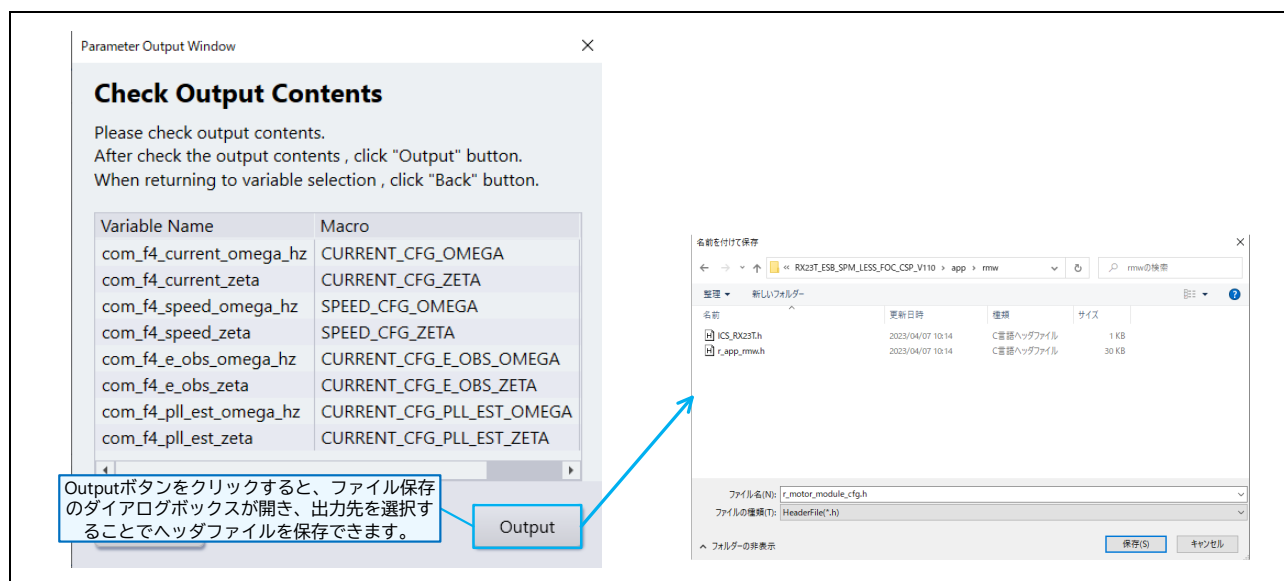 Parameter Output Window
Check Output Contents
Please check output contents.
After check the output contents , click "Output" button.
When returning to variable selection , click "Back" button.
Variable Name Macro
com_f4_current_omega_hz CURRENT_CFG_OMEGA
com_f4_current_zeta CURRENT_CFG_ZETA
com_f4_speed_omega_hz SPEED_CFG_OMEGA
com_f4_speed_zeta SPEED_CFG_ZETA
com_f4_e_obs_omega_hz CURRENT_CFG_E_OBS_OMEGA
com_f4_e_obs_zeta CURRENT_CFG_E_OBS_ZETA
com_f4_pll_est_omega_hz CURRENT_CFG_PLL_EST_OMEGA
com_f4_pll_est_zeta CURRENT_CFG_PLL_EST_ZETA
Outputボタンをクリックすると、ファイル保存
のダイアログボックスが開き、出力先を選択す
ることでヘッダファイルを保存できます。
Output
名前を付けて保存
« RX23T_ESB_SPM_LESS_FOC_CSP_V110 › app › rmw rmwの検索
整理 新しいフォルダー
名前 更新日時 種類 サイズ
ICS_RX23T.h 2023/04/07 10:14 C言語ヘッダファイル 1 KB
r_app_rmw.h 2023/04/07 10:14 C言語ヘッダファイル 30 KB
ファイル名(N): r_motor_module_cfg.h
ファイルの種類(T): HeaderFile(*.h)
フォルダーの非表示 保存(S) キャンセル